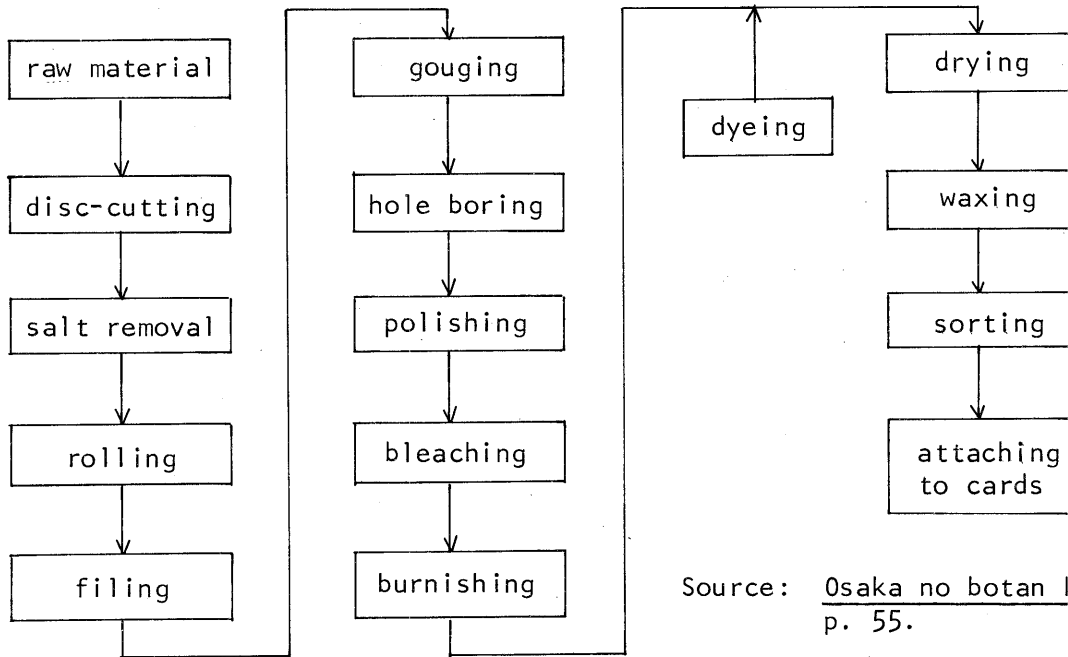 raw material
disc-cutting
salt removal
rolling
filing
gouging
hole boring
polishing
bleaching
burnishing
dyeing
drying
waxing
sorting
attaching
to cards
Source: Osaka no botan
p. 55.